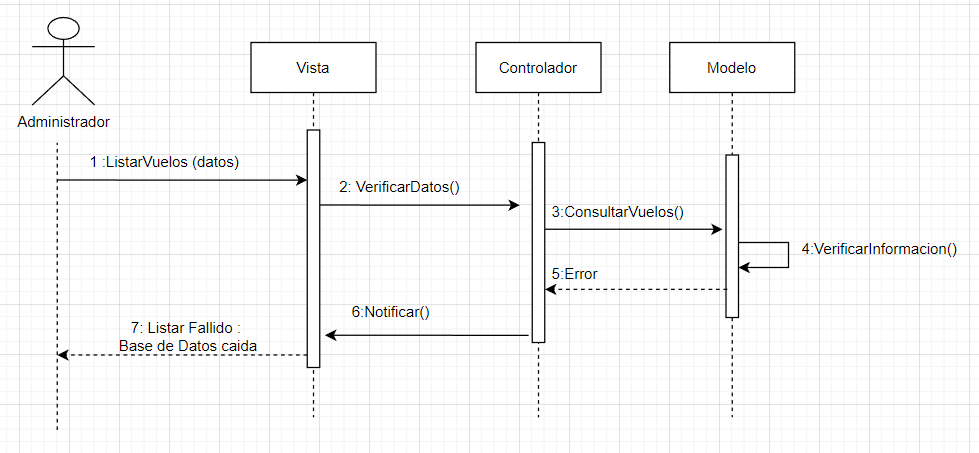 Vista
Controlador
Modelo
Administrador
1 :ListarVuelos (datos)
2: VerificarDatos()
3:ConsultarVuelos()
4:VerificarInformacion()
5:Error
6:Notificar()
7: Listar Fallido :
Base de Datos caida